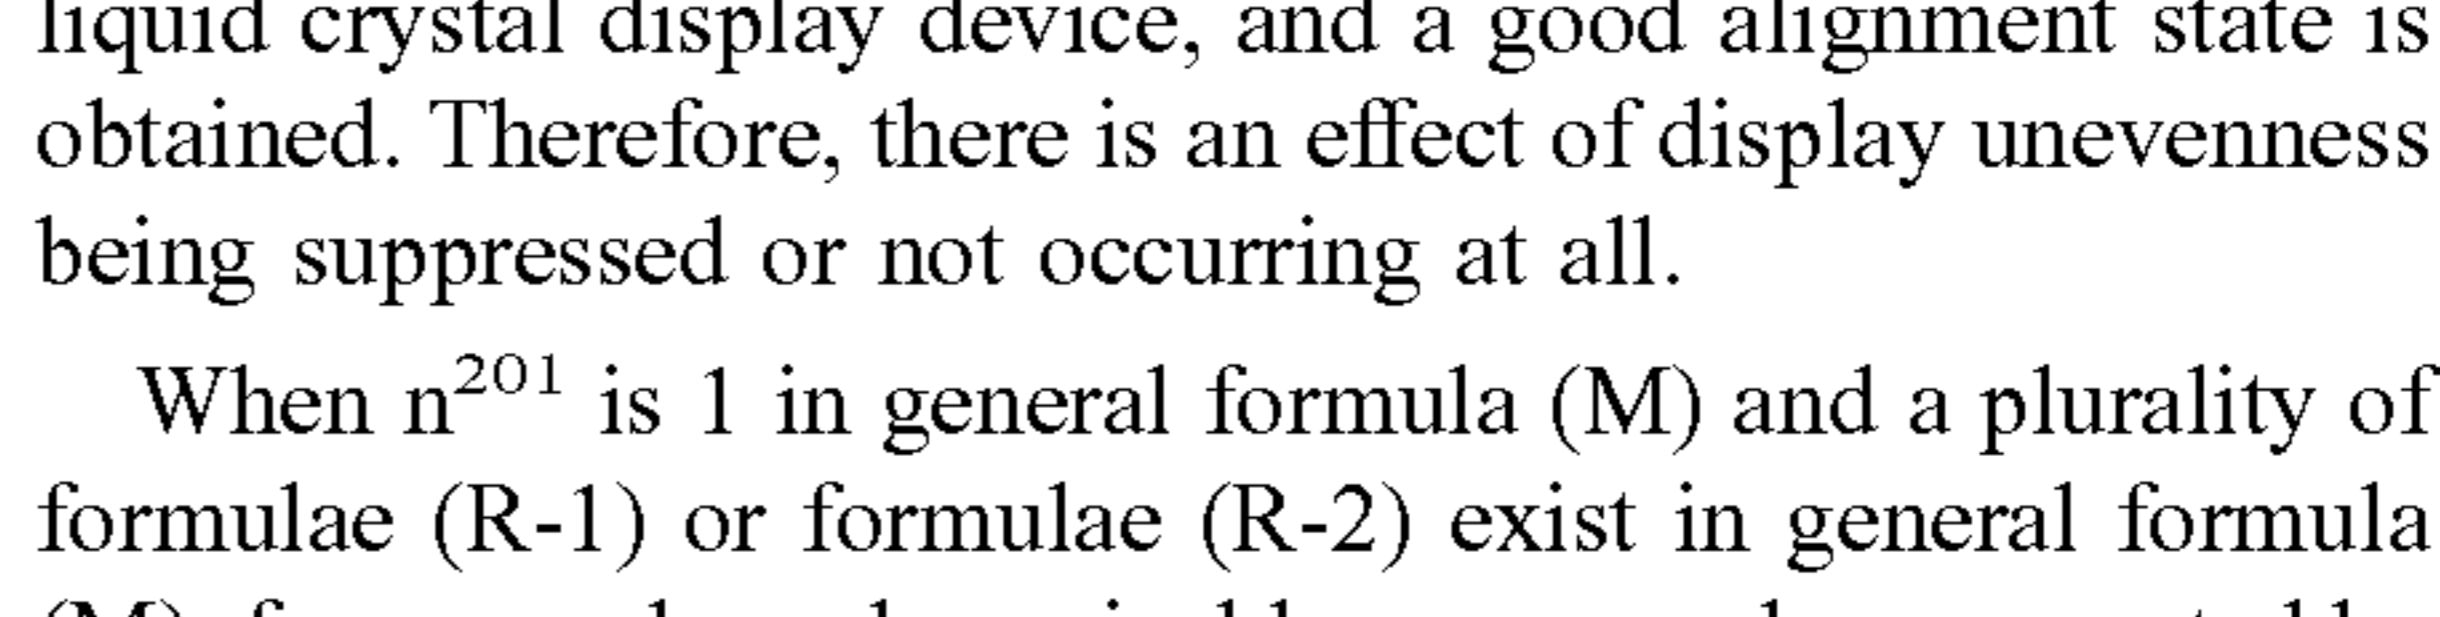 liquid crystal display device, and a good alignment state is
obtained. Therefore, there is an effect of display unevenness
being suppressed or not occurring at all.
When n²⁰¹ is 1 in general formula (M) and a plurality of
formulae (R-1) or formulae (R-2) exist in general formula